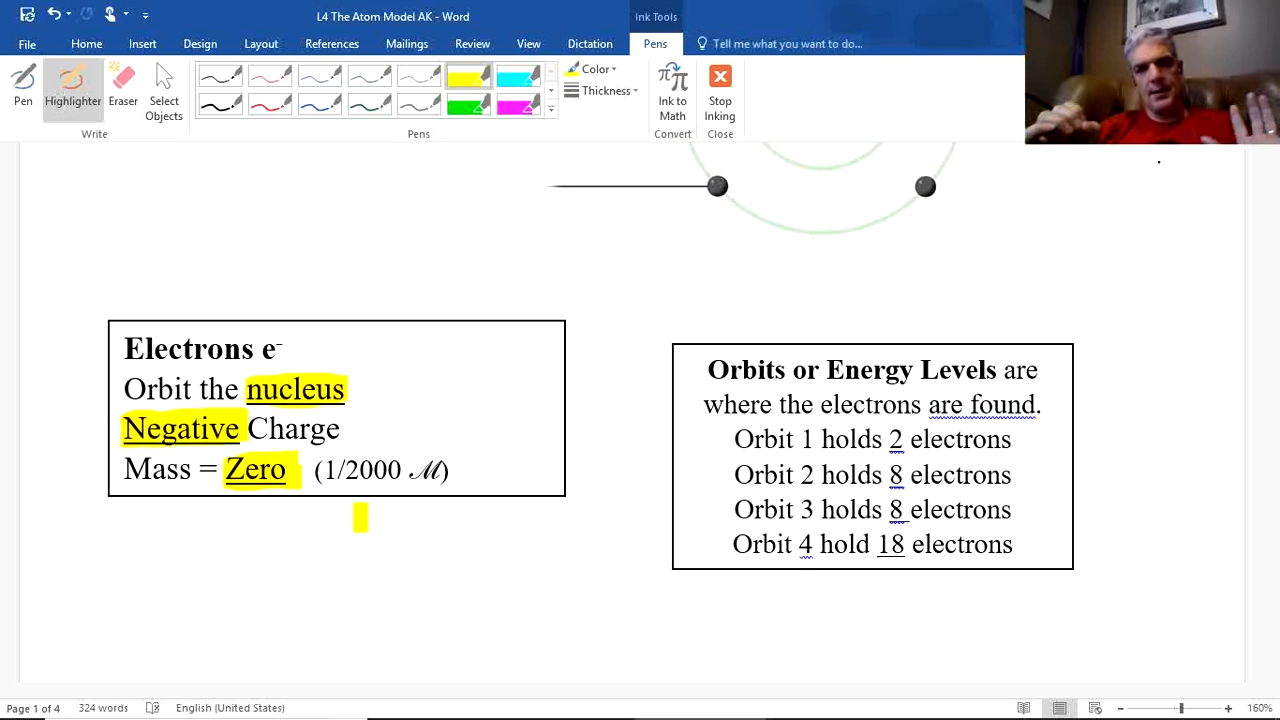 L4 The Atom Model AK - Word
Ink Tools
File
Home
Insert
Design
Layout
References
Mailings
Review
View
Dictation
Pens
Tell me what you want to do...
Pen
Highlighter
Eraser
Select
Objects
Color
Thickness
Ink to
Math
Stop
Inking
Write
Pens
Convert
Close
Electrons e⁻
Orbit the nucleus
Negative Charge
Mass = Zero (1/2000 ℳ)
Orbits or Energy Levels are
where the electrons are found.
Orbit 1 holds 2 electrons
Orbit 2 holds 8 electrons
Orbit 3 holds 8 electrons
Orbit 4 hold 18 electrons
Page 1 of 4
324 words
English (United States)
160%